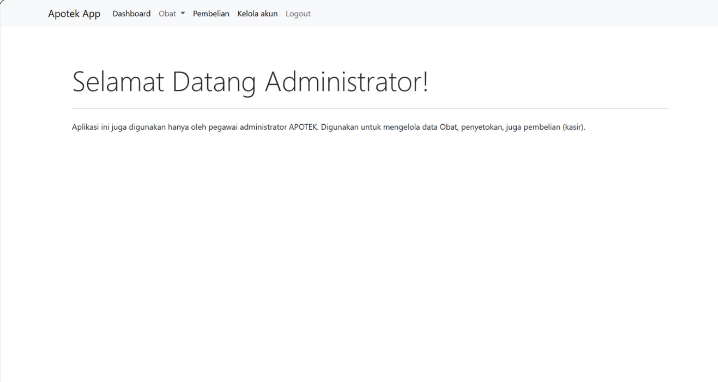 Apotek App Dashboard Obat Pembelian Kelola akun Logout
Selamat Datang Administrator!
Aplikasi ini juga digunakan hanya oleh pegawai administrator APOTEK. Digunakan untuk mengelola data Obat, penyetokan, juga pembelian (kasir).